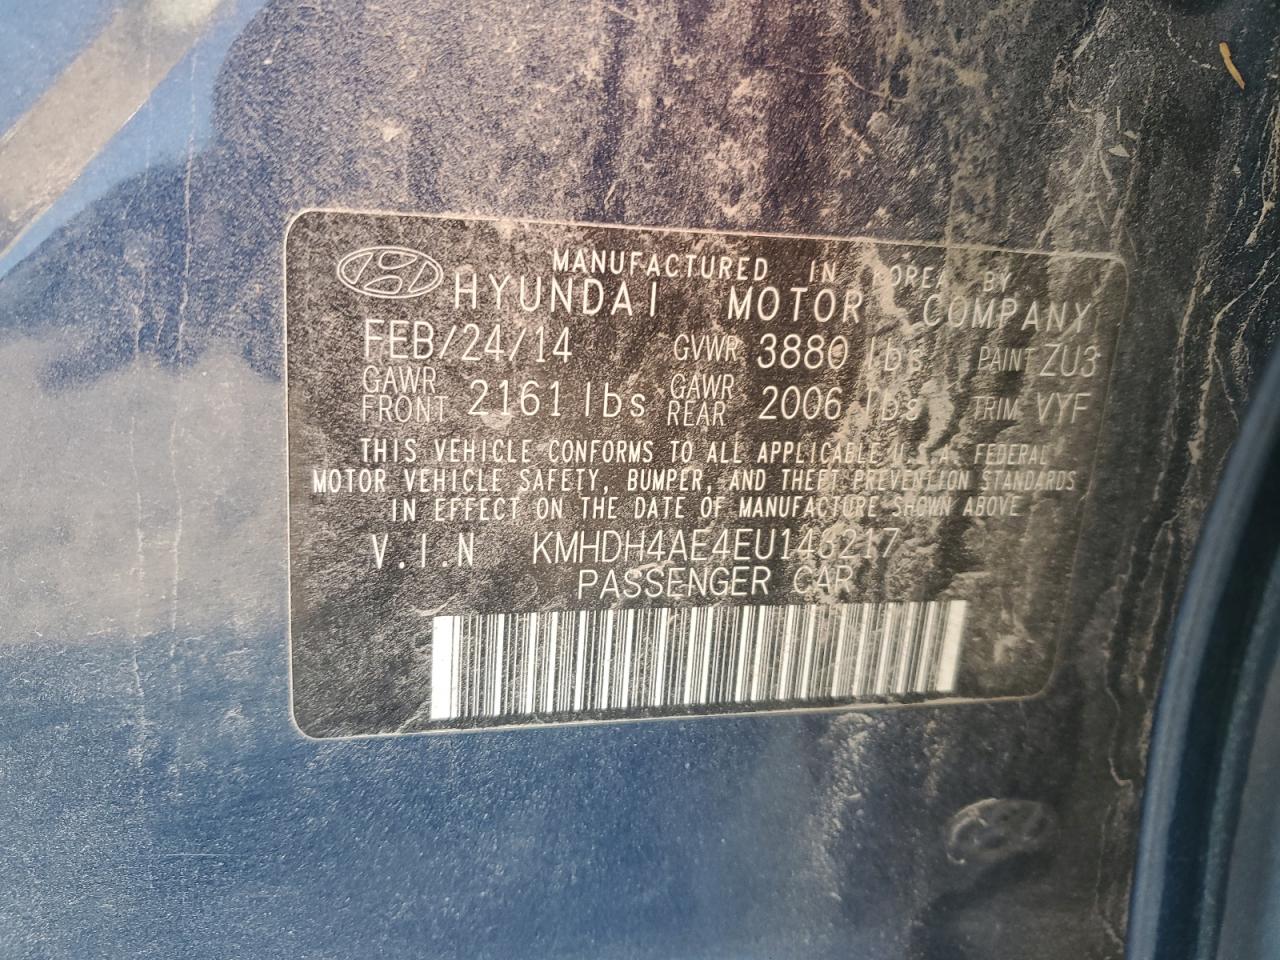 MANUFACTURED IN KOREA BY
HYUNDAI MOTOR COMPANY
FEB/24/14 GVWR 3880 lbs PAINT ZU3
GAWR FRONT 2161 lbs GAWR REAR 2006 lbs TRIM VYF
THIS VEHICLE CONFORMS TO ALL APPLICABLE U.S.A. FEDERAL
MOTOR VEHICLE SAFETY, BUMPER, AND THEFT PREVENTION STANDARDS
IN EFFECT ON THE DATE OF MANUFACTURE SHOWN ABOVE
V.I.N KMHDH4AE4EU146217
PASSENGER CAR